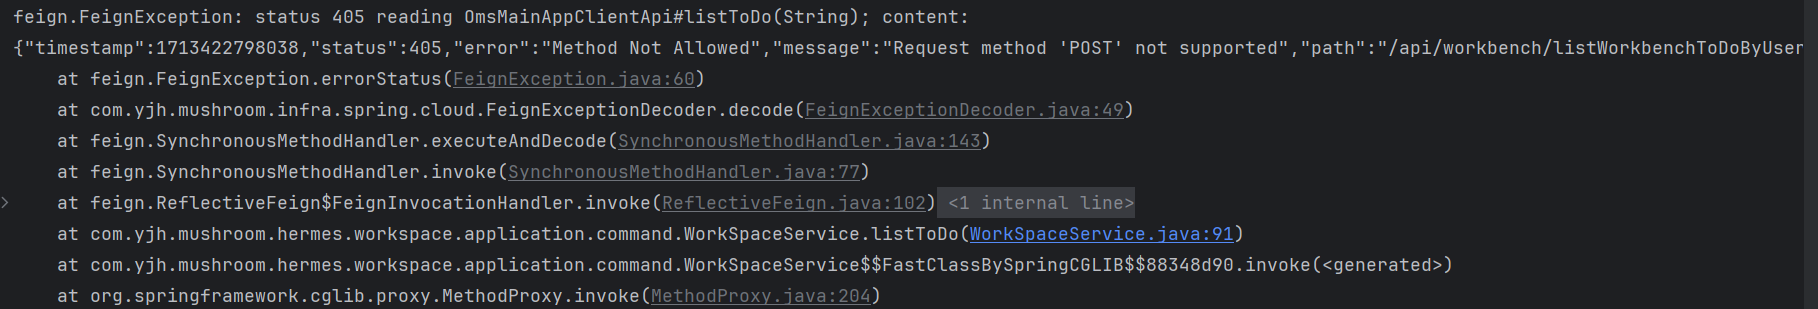 feign.FeignException: status 405 reading OmsMainAppClientApi#listToDo(String); content:
{"timestamp":1713422798038,"status":405,"error":"Method Not Allowed","message":"Request method 'POST' not supported","path":"/api/workbench/listWorkbenchToDoByUser
at feign.FeignException.errorStatus(FeignException.java:60)
at com.yjh.mushroom.infra.spring.cloud.FeignExceptionDecoder.decode(FeignExceptionDecoder.java:49)
at feign.SynchronousMethodHandler.executeAndDecode(SynchronousMethodHandler.java:143)
at feign.SynchronousMethodHandler.invoke(SynchronousMethodHandler.java:77)
at feign.ReflectiveFeign$FeignInvocationHandler.invoke(ReflectiveFeign.java:102) <1 internal line>
at com.yjh.mushroom.hermes.workspace.application.command.WorkSpaceService.listToDo(WorkSpaceService.java:91)
at com.yjh.mushroom.hermes.workspace.application.command.WorkSpaceService$$FastClassBySpringCGLIB$$88348d90.invoke(<generated>)
at org.springframework.cglib.proxy.MethodProxy.invoke(MethodProxy.java:204)